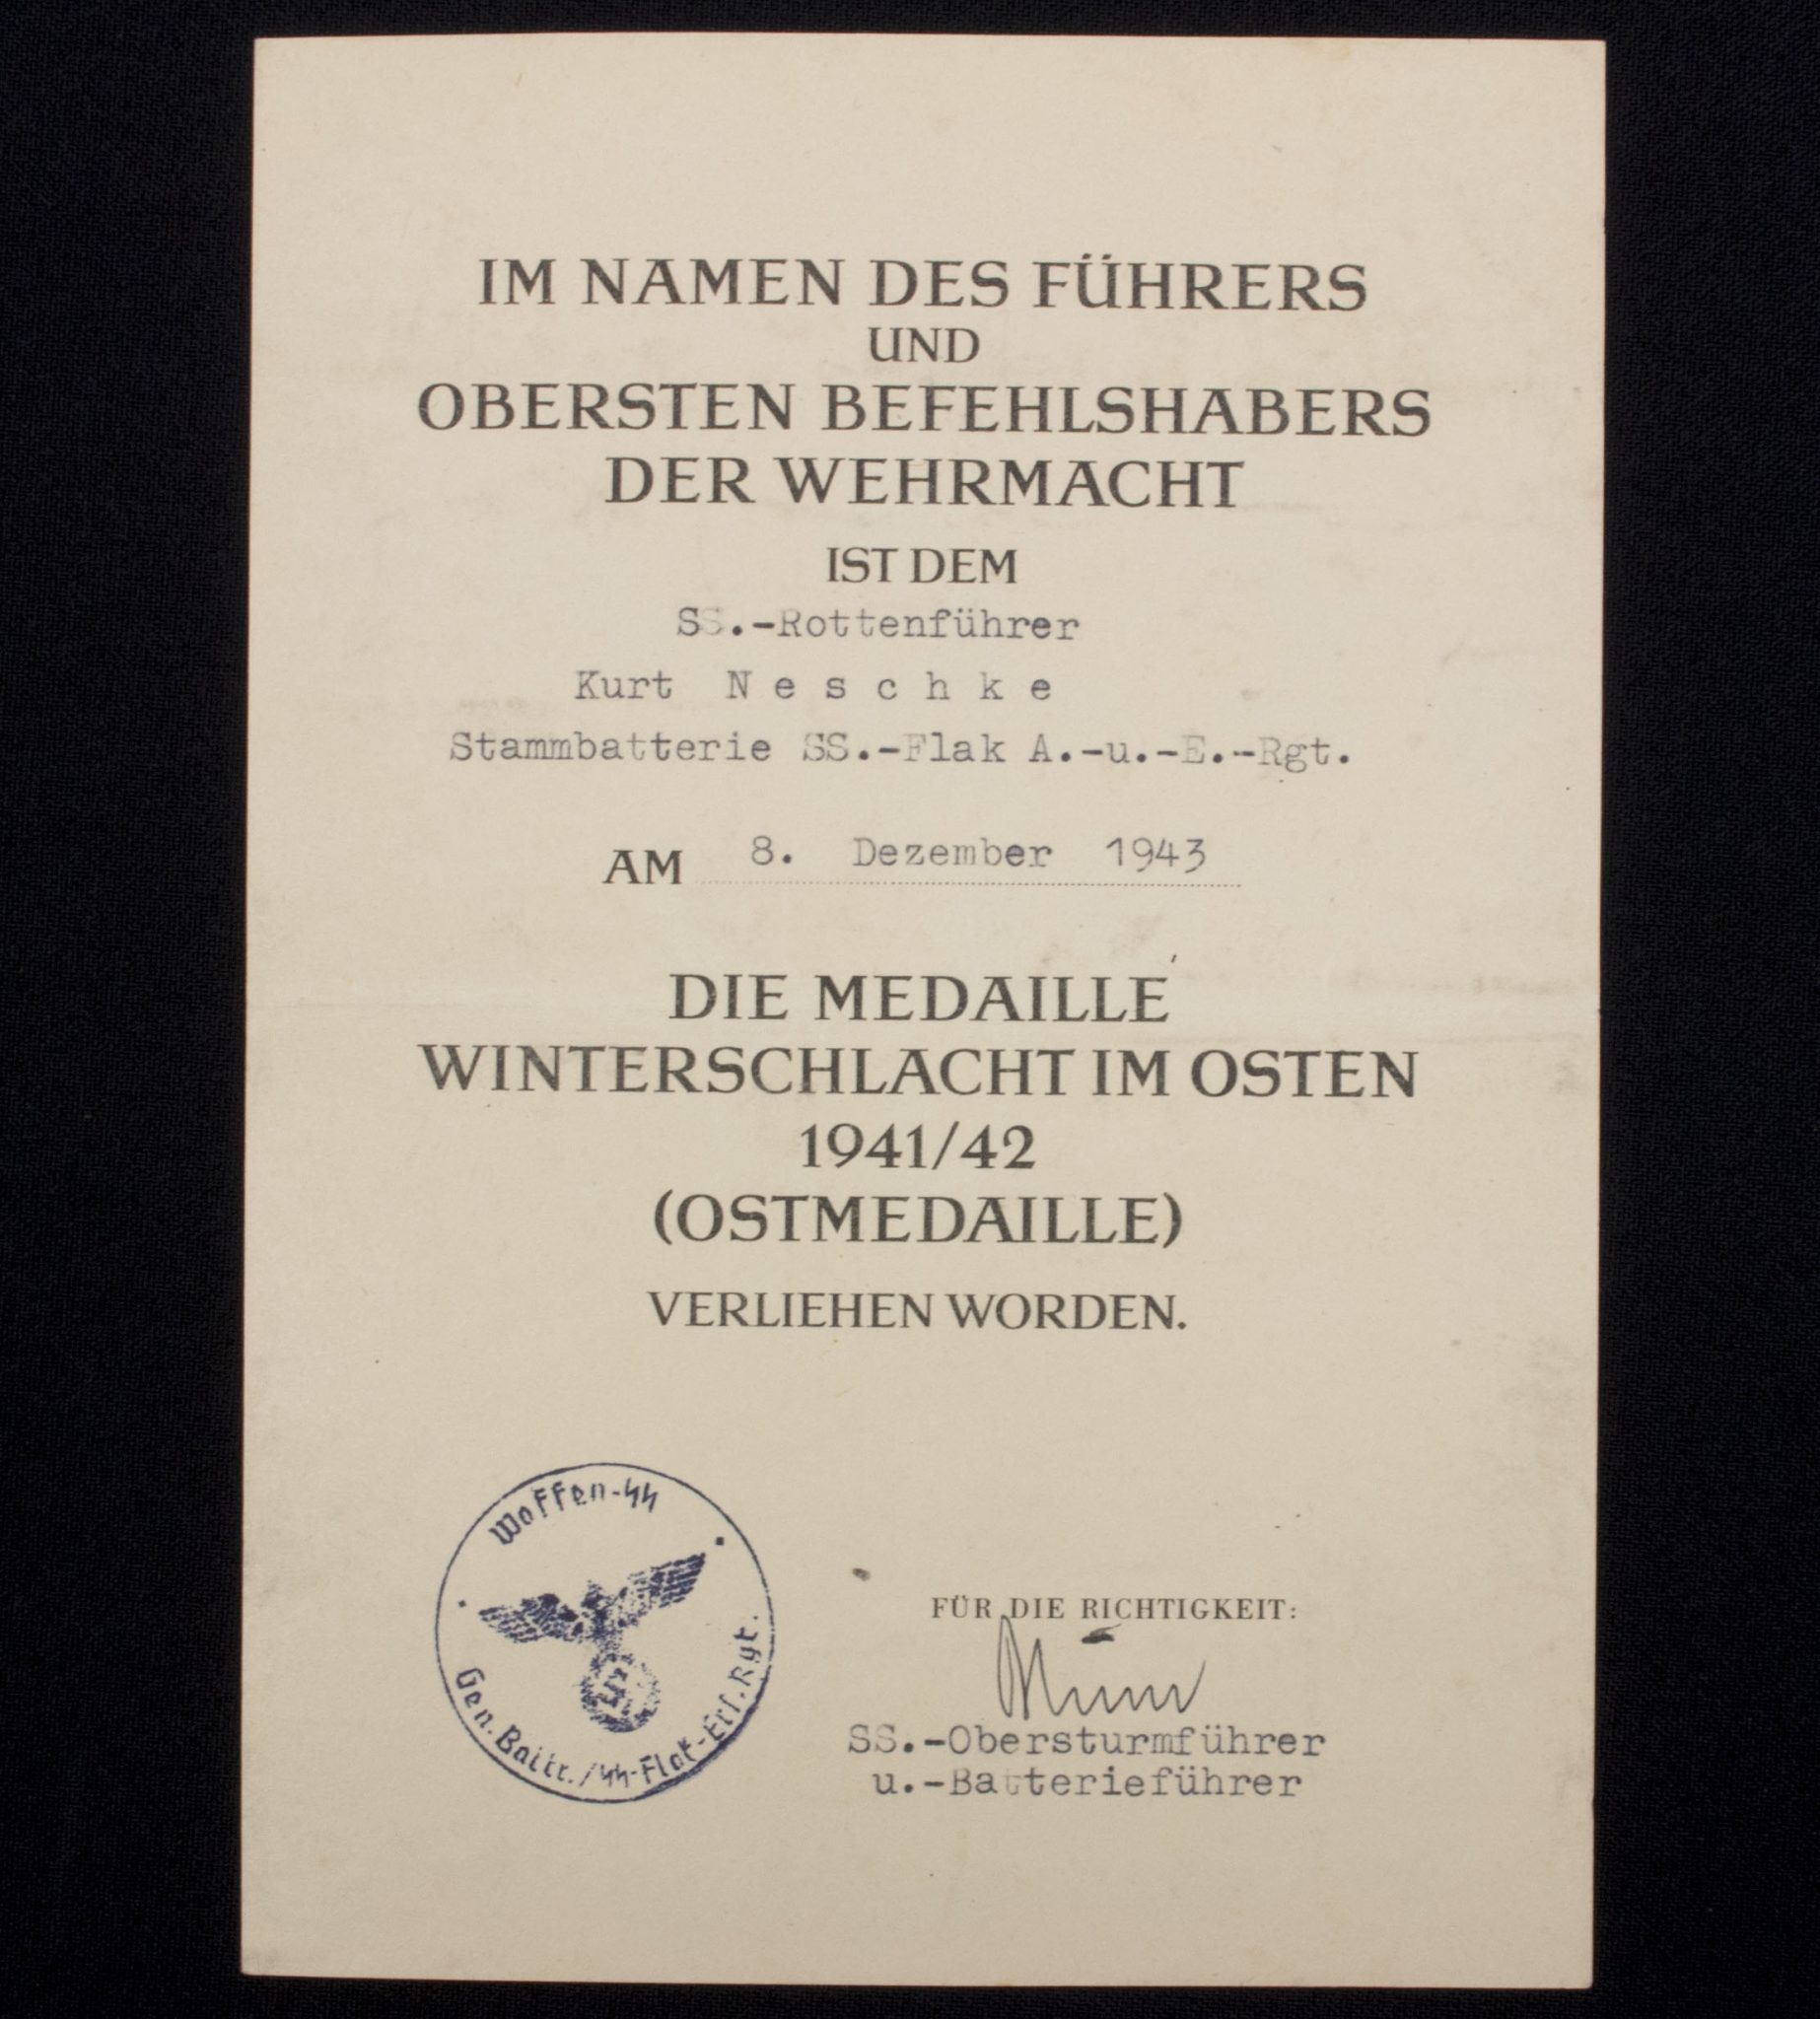 IM NAMEN DES FÜHRERS
UND
OBERSTEN BEFEHLSHABERS
DER WEHRMACHT
IST DEM
SS.-Rottenführer
Kurt N e s c h k e
Stammbatterie SS.-Flak A.-u.-E.-Rgt.
AM 8. Dezember 1943
DIE MEDAILLE
WINTERSCHLACHT IM OSTEN
1941/42
(OSTMEDAILLE)
VERLIEHEN WORDEN.
Waffen-SS
Gen. Battr./SS-Flak-Ers.Rgt.
FÜR DIE RICHTIGKEIT:
SS.-Obersturmführer
u.-Batterieführer